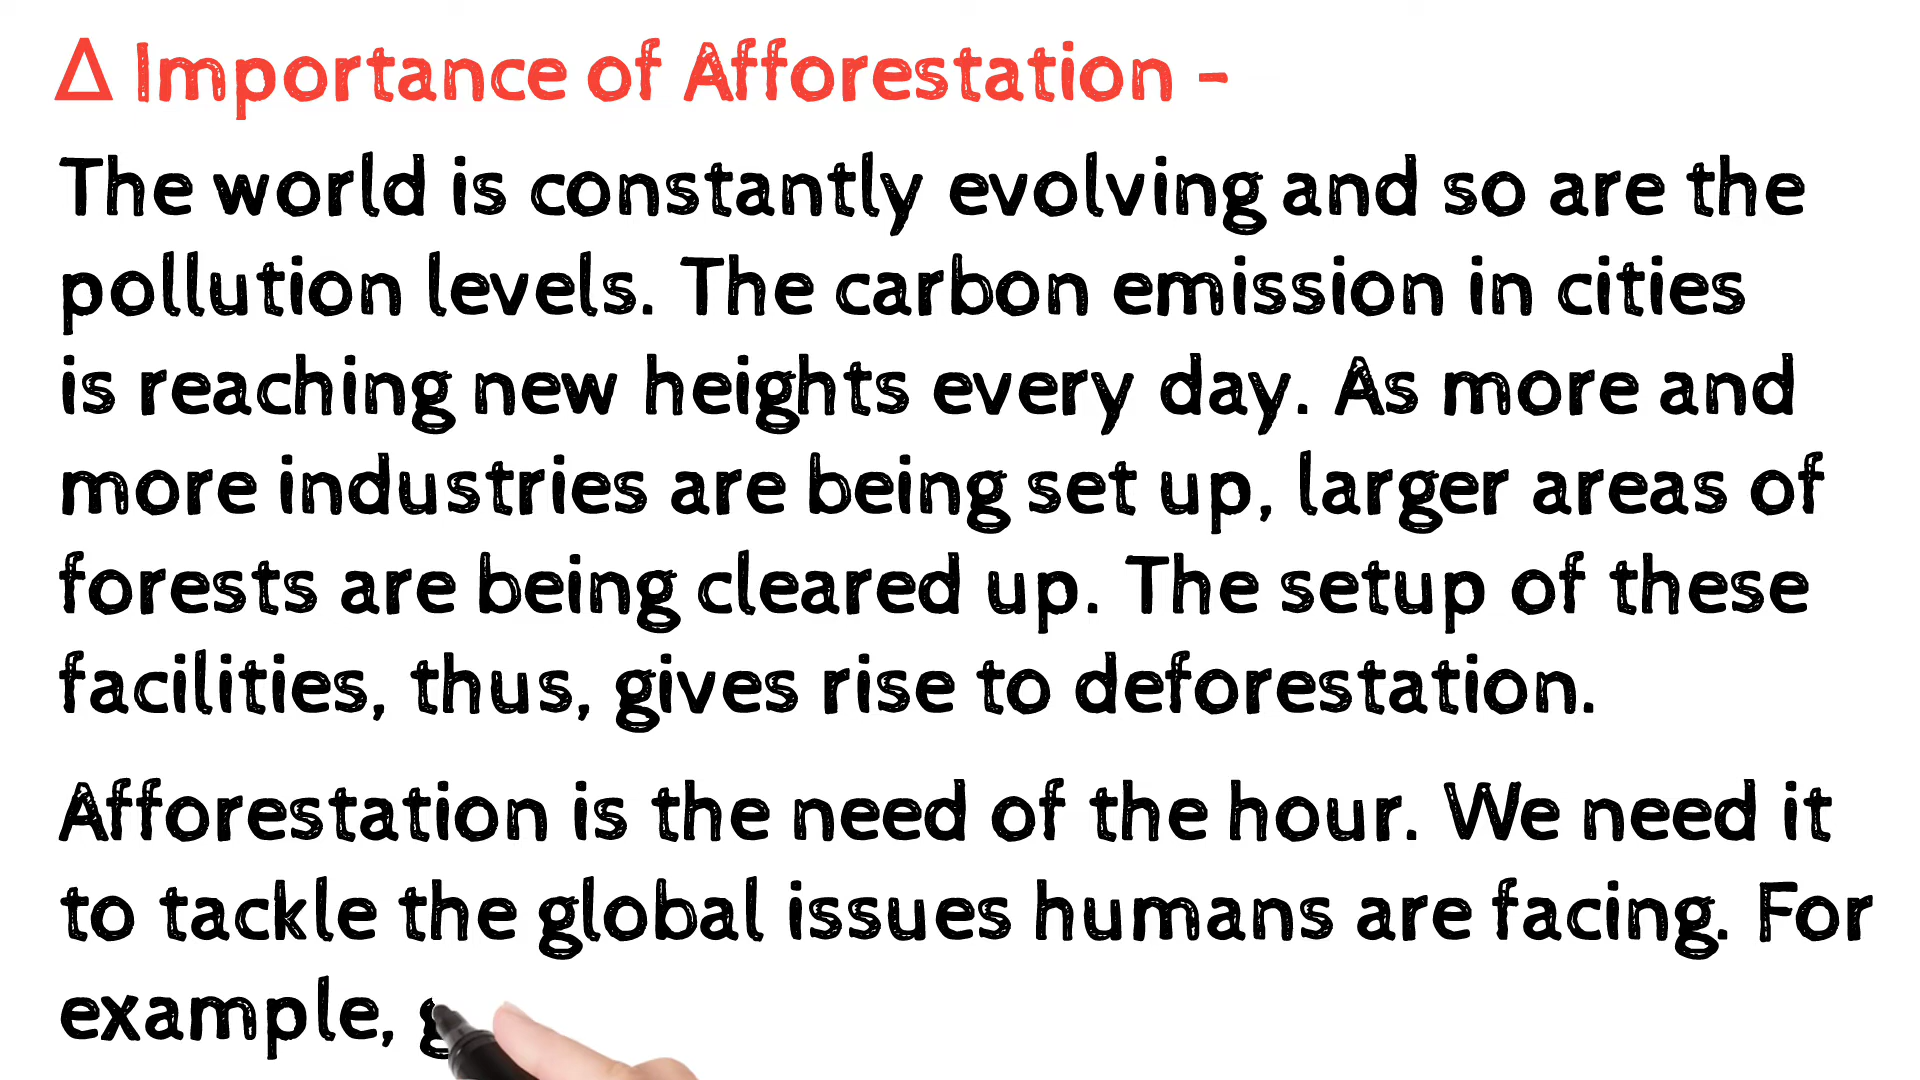 Δ Importance of Afforestation -
The world is constantly evolving and so are the
pollution levels. The carbon emission in cities
is reaching new heights every day. As more and
more industries are being set up, larger areas of
forests are being cleared up. The setup of these
facilities, thus, gives rise to deforestation.
Afforestation is the need of the hour. We need it
to tackle the global issues humans are facing. For
example, g